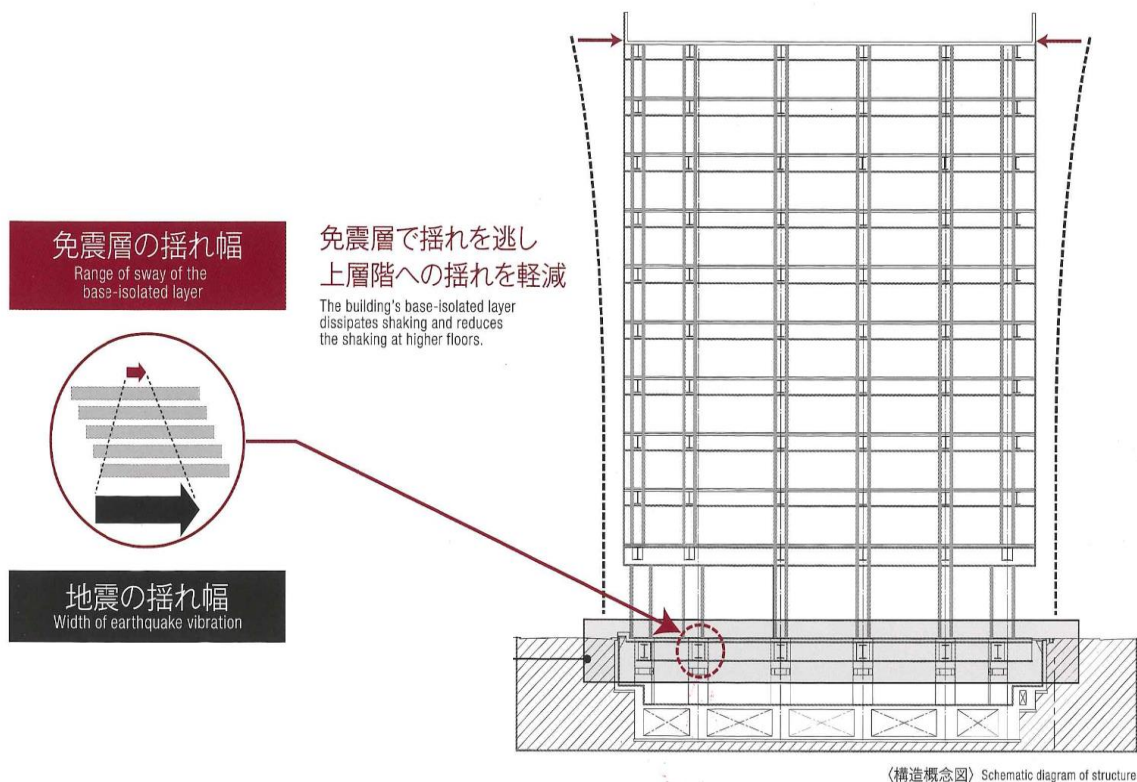 免震層の揺れ幅
Range of sway of the
base-isolated layer
免震層で揺れを逃し
上層階への揺れを軽減
The building's base-isolated layer
dissipates shaking and reduces
the shaking at higher floors.
地震の揺れ幅
Width of earthquake vibration
〈構造概念図〉 Schematic diagram of structure